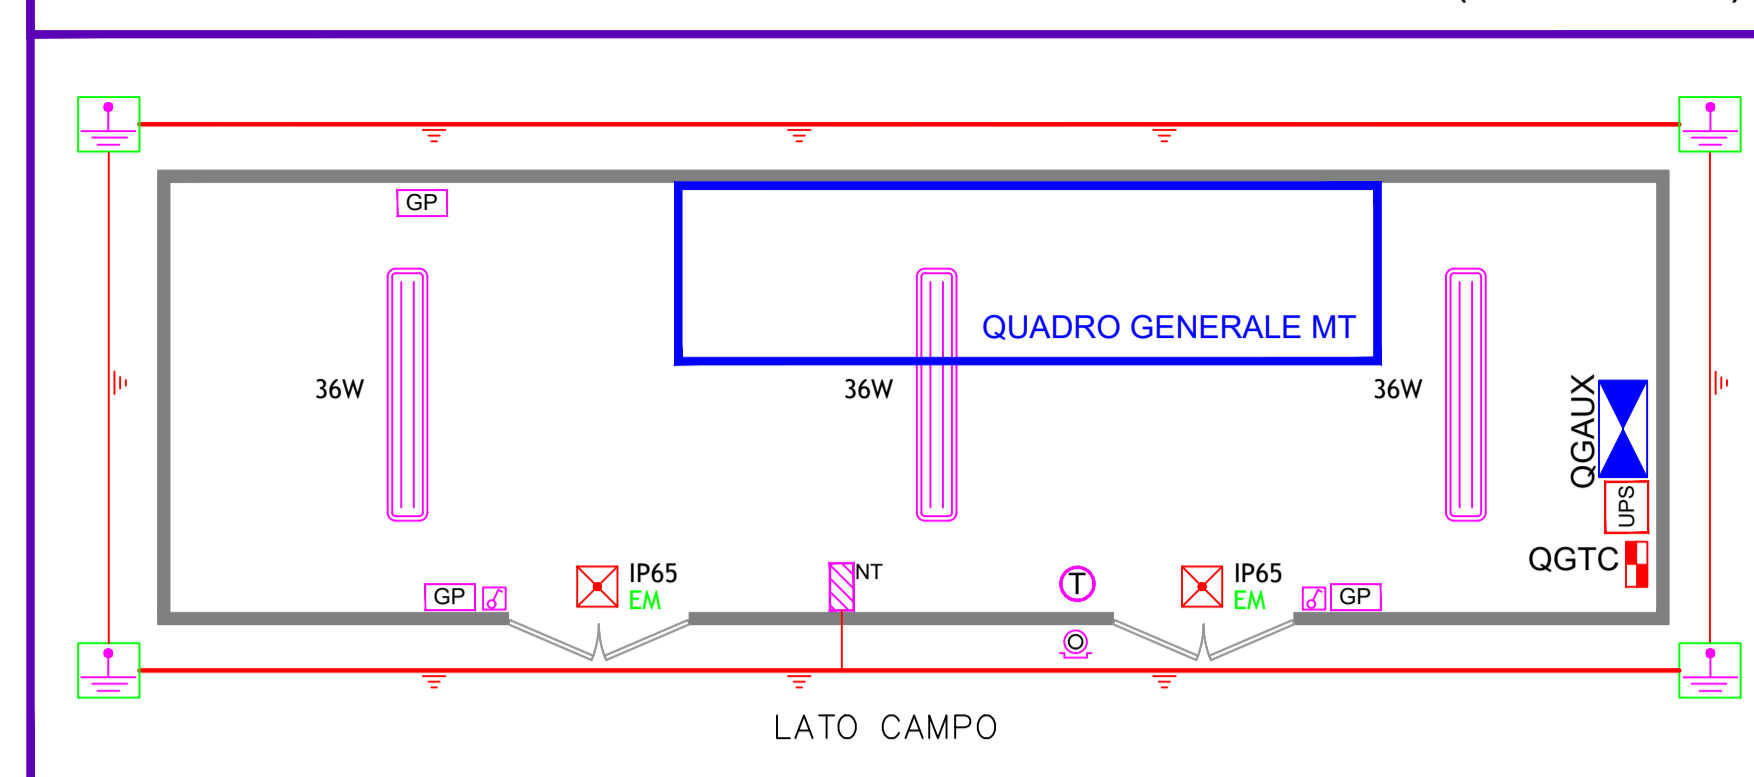 GP
QUADRO GENERALE MT
36W
36W
36W
QGAUX
UPS
QGTC
GP
IP65
EM
NT
T
IP65
EM
GP
LATO CAMPO